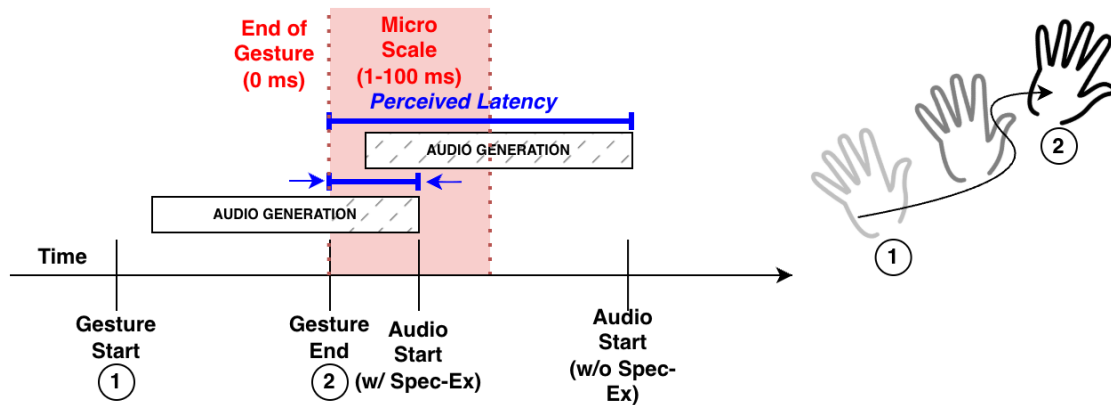 End of
Gesture
(0 ms)
Micro
Scale
(1-100 ms)
Perceived Latency
AUDIO GENERATION
AUDIO GENERATION
Time
Gesture
Start
1
Gesture
End
2
Audio
Start
(w/ Spec-Ex)
Audio
Start
(w/o Spec-
Ex)
1
2